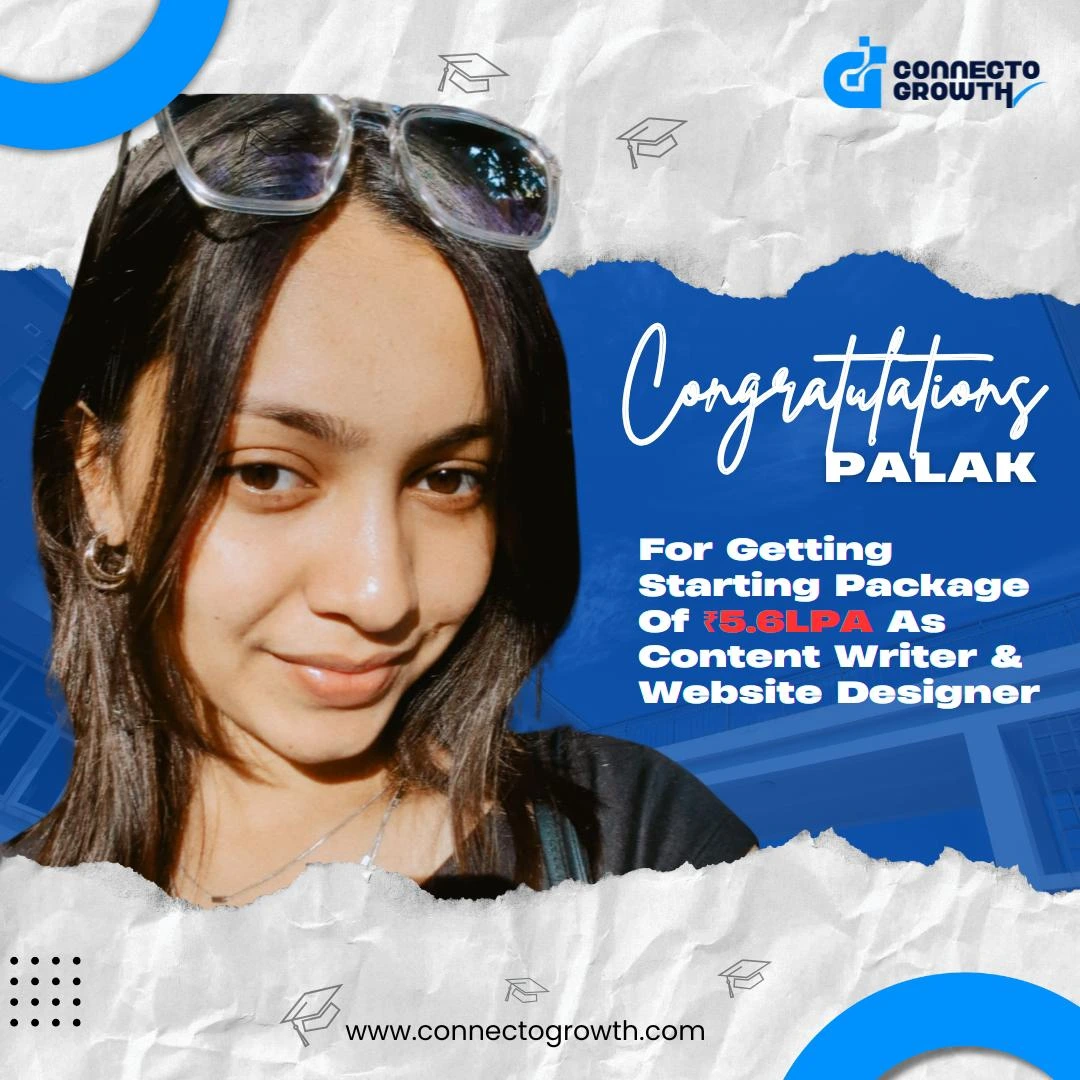 CONNECTO
GROWTH
Congratulations
PALAK
For Getting
Starting Package
Of ₹5.6LPA As
Content Writer &
Website Designer
www.connectogrowth.com